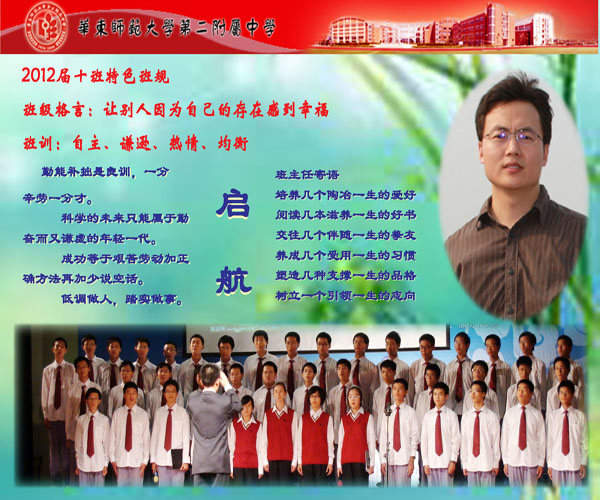 華東師範大学第二附屬中学
2012届十班特色班规
班级格言：让别人因为自己的存在感到幸福
班训：自主、谦逊、热情、均衡
勤能补拙是良训，一分
辛劳一分才。
科学的未来只能属于勤
奋而又谦虚的年轻一代。
成功等于艰苦劳动加正
确方法再加少说空话。
低调做人，踏实做事。
启
航
班主任寄语
培养几个陶冶一生的爱好
阅读几本滋养一生的好书
交往几个伴随一生的挚友
养成几个受用一生的习惯
塑造几种支撑一生的品格
树立一个引领一生的志向